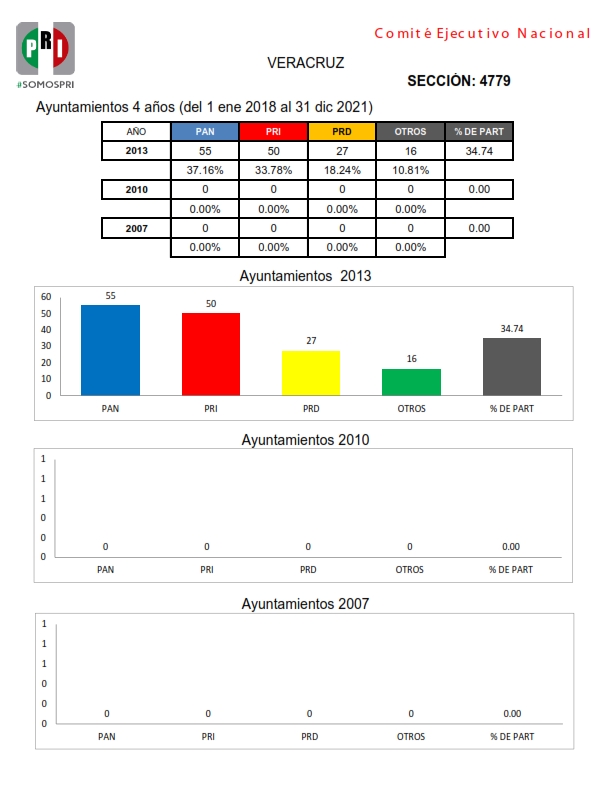 Comité Ejecutivo Nacional
PRI
#SOMOSPRI
VERACRUZ
SECCIÓN: 4779
Ayuntamientos 4 años (del 1 ene 2018 al 31 dic 2021)
AÑO PAN PRI PRD OTROS % DE PART
2013 55 50 27 16 34.74
37.16% 33.78% 18.24% 10.81%
2010 0 0 0 0 0.00
0.00% 0.00% 0.00% 0.00%
2007 0 0 0 0 0.00
0.00% 0.00% 0.00% 0.00%
Ayuntamientos 2013
60
50
40
30
20
10
0
55 50 27 16 34.74
PAN PRI PRD OTROS % DE PART
Ayuntamientos 2010
1
1
1
0
0
0
0 0 0 0 0.00
PAN PRI PRD OTROS % DE PART
Ayuntamientos 2007
1
1
1
0
0
0
0 0 0 0 0.00
PAN PRI PRD OTROS % DE PART